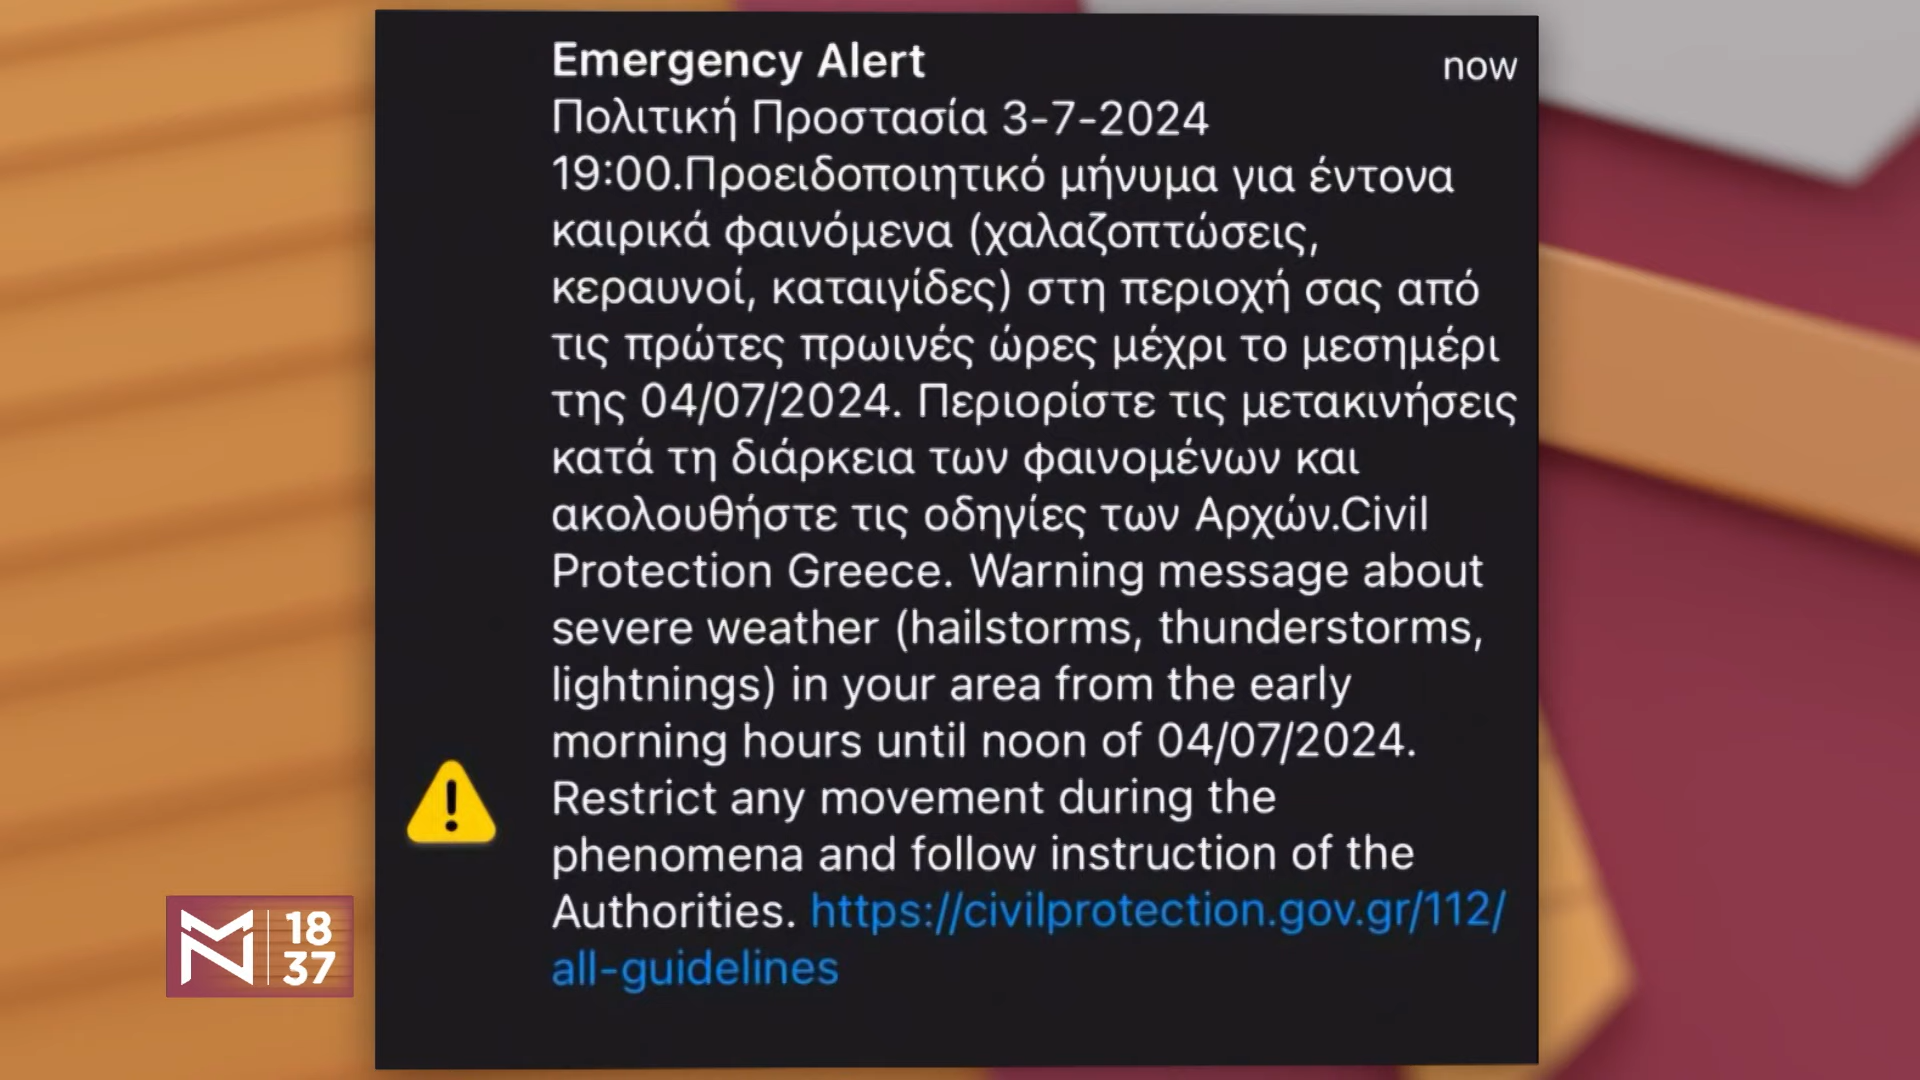 Emergency Alert
now
Πολιτική Προστασία 3-7-2024
19:00.Προειδοποιητικό μήνυμα για έντονα
καιρικά φαινόμενα (χαλαζοπτώσεις,
κεραυνοί, καταιγίδες) στη περιοχή σας από
τις πρώτες πρωινές ώρες μέχρι το μεσημέρι
της 04/07/2024. Περιορίστε τις μετακινήσεις
κατά τη διάρκεια των φαινομένων και
ακολουθήστε τις οδηγίες των Αρχών.Civil
Protection Greece. Warning message about
severe weather (hailstorms, thunderstorms,
lightnings) in your area from the early
morning hours until noon of 04/07/2024.
Restrict any movement during the
phenomena and follow instruction of the
Authorities. https://civilprotection.gov.gr/112/
all-guidelines
18
37